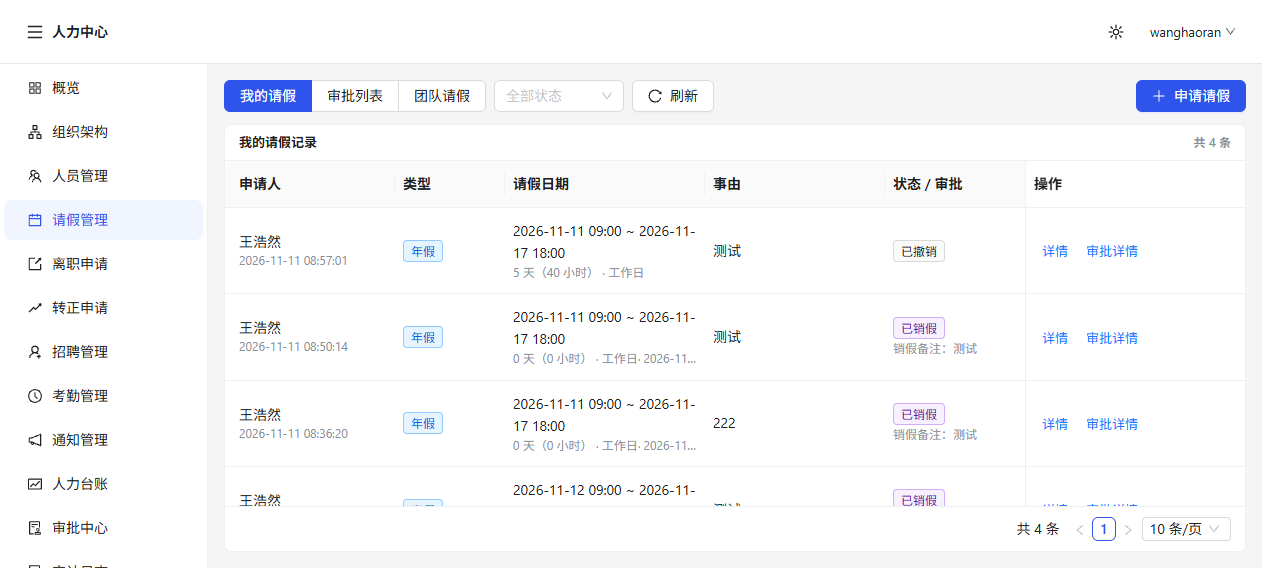 人力中心
wanghaoran
概览
组织架构
人员管理
请假管理
离职申请
转正申请
招聘管理
考勤管理
通知管理
人力台账
审批中心
我的请假 审批列表 团队请假 全部状态 刷新 申请请假
我的请假记录 共 4 条
申请人 类型 请假日期 事由 状态 / 审批 操作
王浩然
2026-11-11 08:57:01
年假
2026-11-11 09:00 ~ 2026-11-
17 18:00
5 天（40 小时） · 工作日
测试
已撤销
详情 审批详情
王浩然
2026-11-11 08:50:14
年假
2026-11-11 09:00 ~ 2026-11-
17 18:00
0 天（0 小时） · 工作日· 2026-11...
测试
已销假
销假备注：测试
详情 审批详情
王浩然
2026-11-11 08:36:20
年假
2026-11-11 09:00 ~ 2026-11-
17 18:00
0 天（0 小时） · 工作日· 2026-11...
222
已销假
销假备注：测试
详情 审批详情
王浩然
2026-11-12 09:00 ~ 2026-11-
已销假
共 4 条 < 1 > 10 条/页